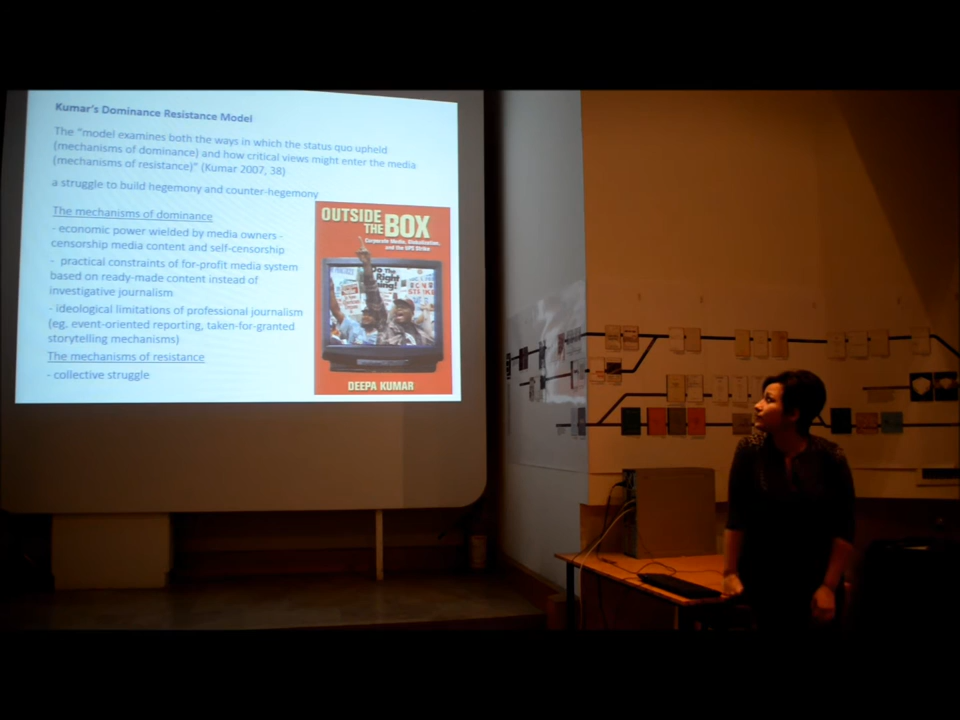 Kumar's Dominance Resistance Model
The "model examines both the ways in which the status quo upheld
(mechanisms of dominance) and how critical views might enter the media
(mechanisms of resistance)" (Kumar 2007, 38)
a struggle to build hegemony and counter-hegemony
The mechanisms of dominance
- economic power wielded by media owners -
censorship media content and self-censorship
- practical constraints of for-profit media system
based on ready-made content instead of
investigative journalism
- ideological limitations of professional journalism
(eg. event-oriented reporting, taken-for-granted
storytelling mechanisms)
The mechanisms of resistance
- collective struggle
OUTSIDE
THE BOX
Corporate Media, Globalization,
and the UPS Strike
Do The
Right
Thing!
DEEPA KUMAR